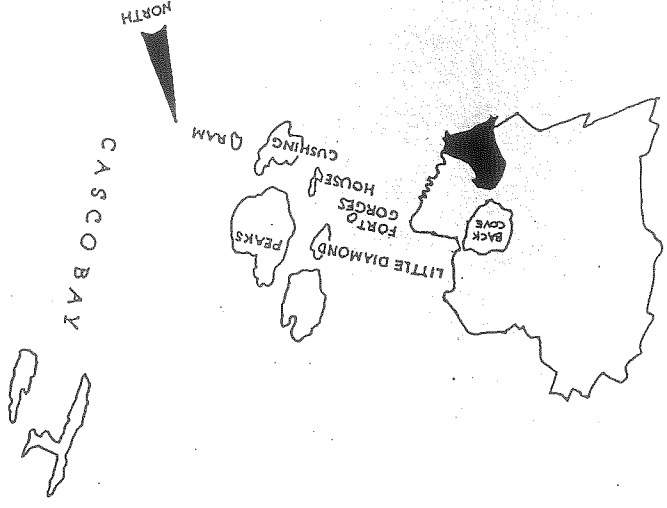 NORTH
CASCO BAY
RAM
CUSHING
HOUSE
FORT
GORGES
PEAKS
LITTLE DIAMOND
BACK
COVE